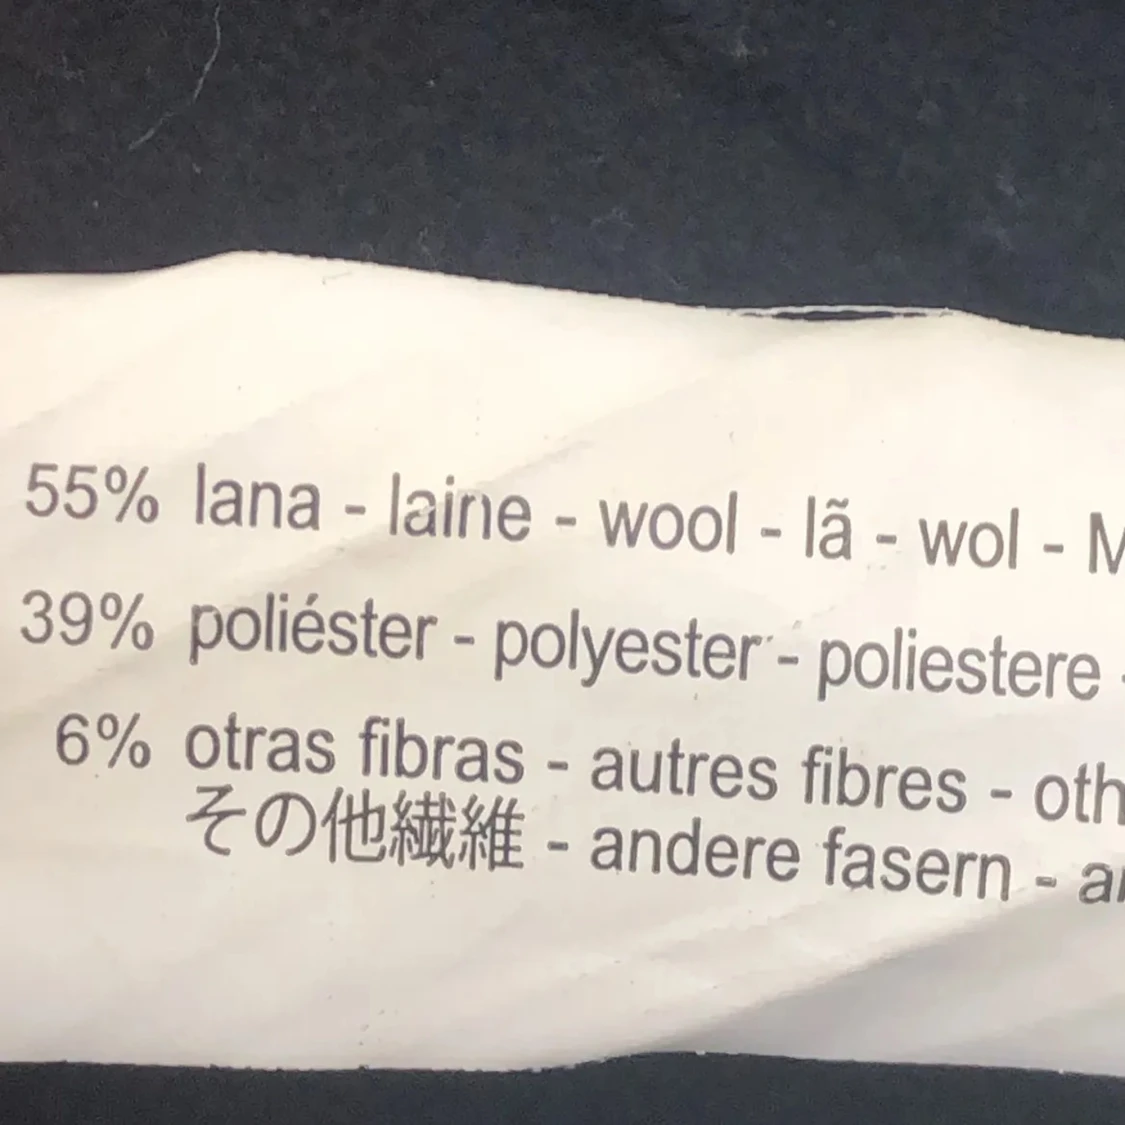 55% lana - laine - wool - lã - wol - M
39% poliéster - polyester - poliestere -
6% otras fibras - autres fibres - oth
その他繊維 - andere fasern - a